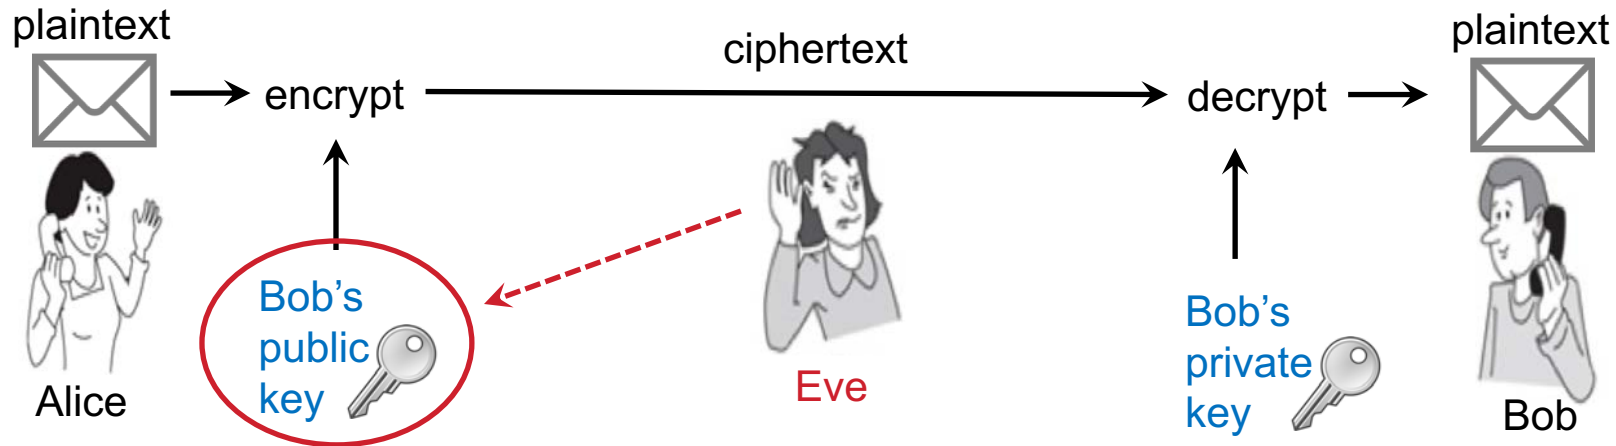 plaintext
encrypt
ciphertext
decrypt
plaintext
Bob’s
public
key
Alice
Eve
Bob’s
private
key
Bob